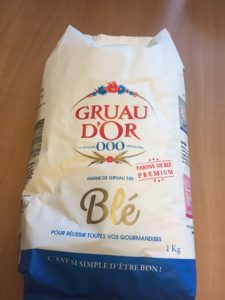 GRUAU
D'OR
000
FARINE DE BLÉ
PREMIUM
FARINE DE GRUAU T45
Blé
POUR RÉUSSIR TOUTES VOS GOURMANDISES
1 Kg
C'EST SI SIMPLE D'ÊTRE BON !